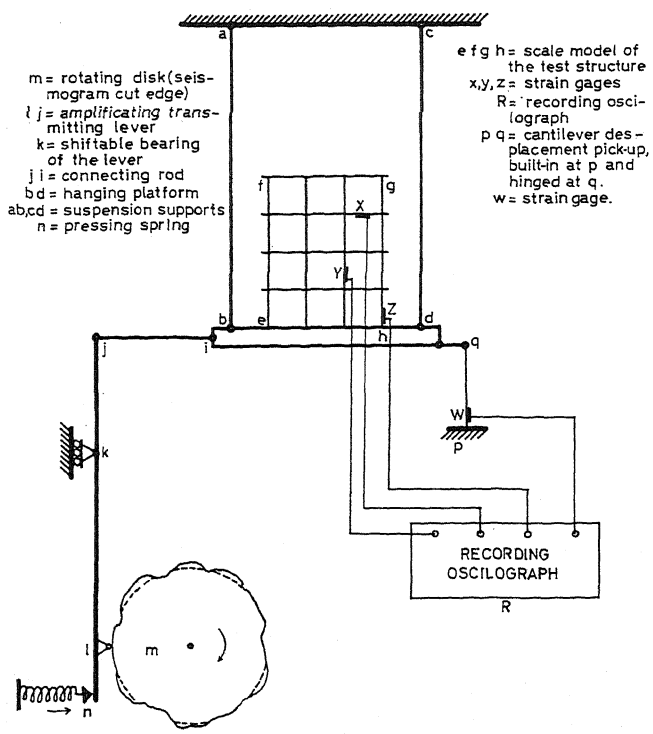 a
c
m = rotating disk (seis-
mogram cut edge)
l j = amplificating trans-
mitting lever
k = shiftable bearing
of the lever
j i = connecting rod
b d = hanging platform
ab,cd = suspension supports
n = pressing spring
e f g h = scale model of
the test structure
x,y,z = strain gages
R = recording osci-
lograph
p q = cantilever des-
placement pick-up,
built-in at p and
hinged at q.
w = strain gage.
f
g
X
Y
Z
b
e
h
d
j
i
q
W
P
k
RECORDING
OSCILOGRAPH
R
l
m
n